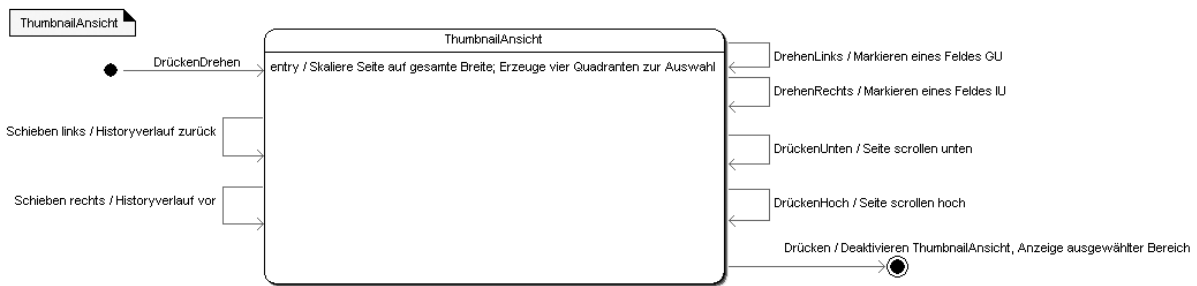 ThumbnailAnsicht
ThumbnailAnsicht
DrückenDrehen
entry / Skaliere Seite auf gesamte Breite; Erzeuge vier Quadranten zur Auswahl
DrehenLinks / Markieren eines Feldes GU
DrehenRechts / Markieren eines Feldes IU
Schieben links / Historyverlauf zurück
DrückenUnten / Seite scrollen unten
Schieben rechts / Historyverlauf vor
DrückenHoch / Seite scrollen hoch
Drücken / Deaktivieren ThumbnailAnsicht, Anzeige ausgewählter Bereich